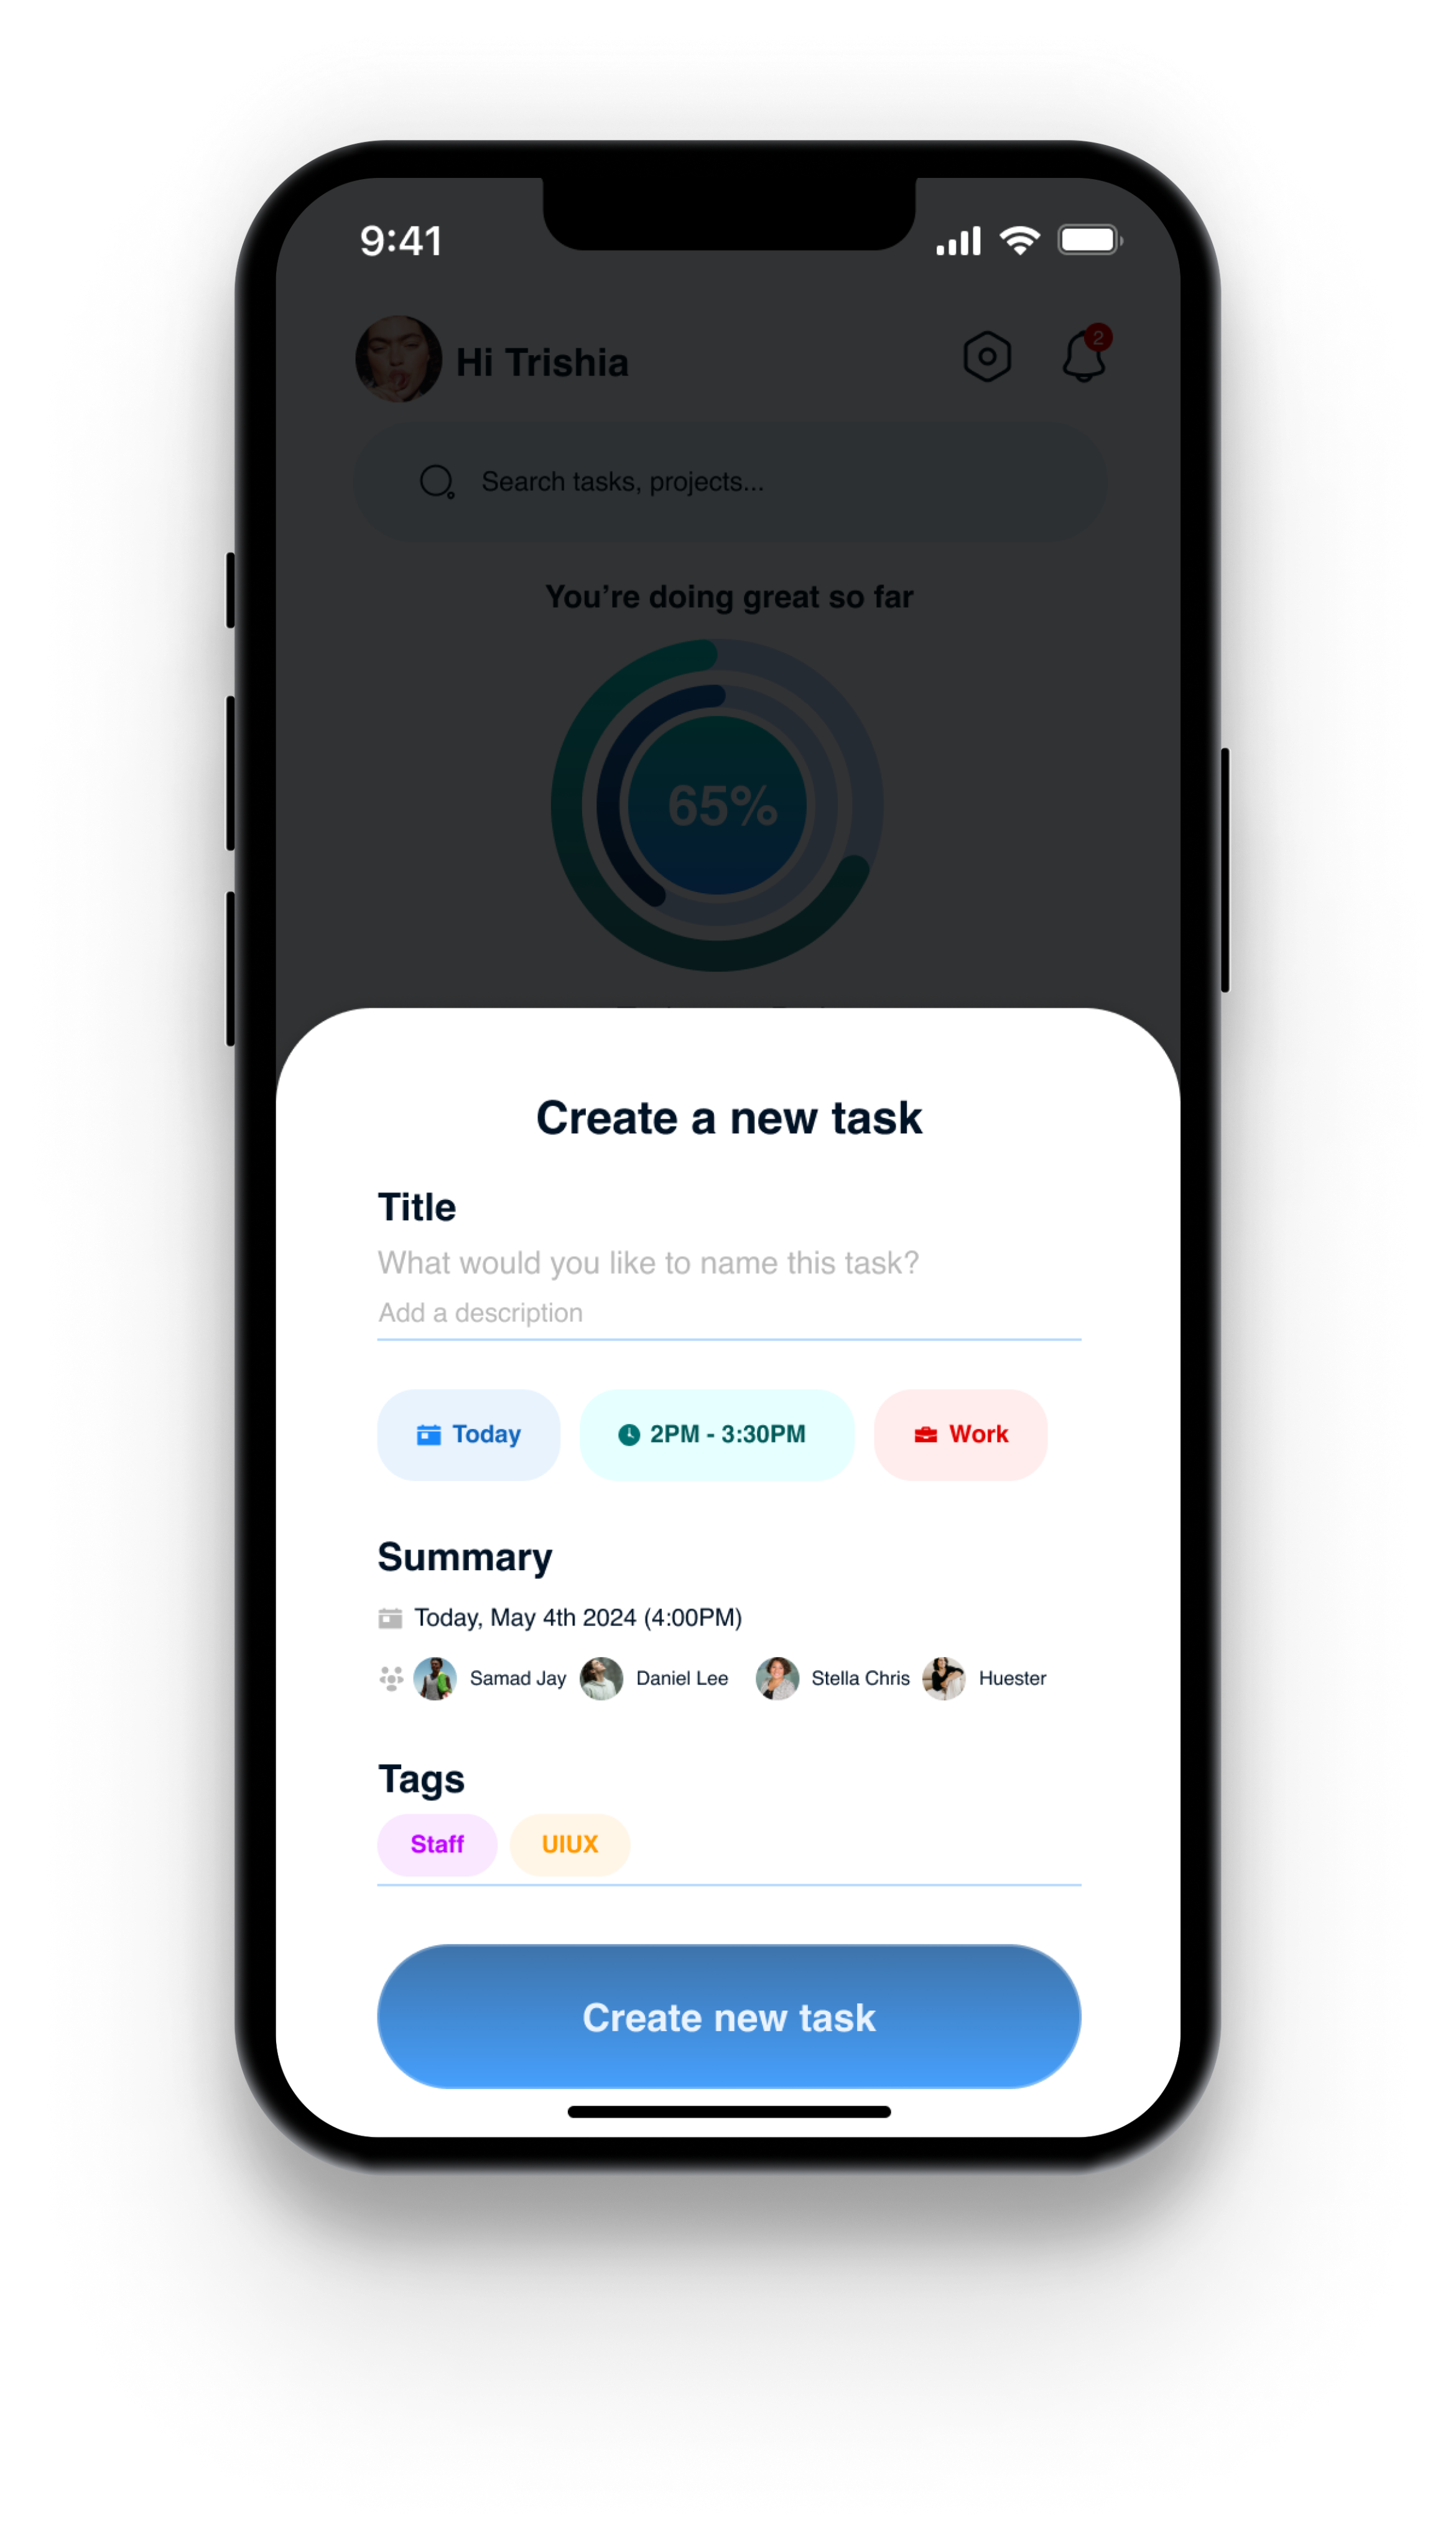 9:41
Hi Trishia
2
Search tasks, projects...
You're doing great so far
65%
Create a new task
Title
What would you like to name this task?
Add a description
Today 2PM - 3:30PM Work
Summary
Today, May 4th 2024 (4:00PM)
Samad Jay Daniel Lee Stella Chris Huester
Tags
Staff UIUX
Create new task